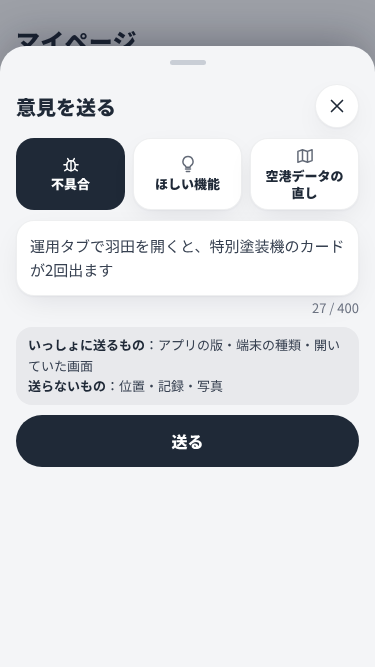 マイページ
意見を送る
不具合
ほしい機能
空港データの
直し
運用タブで羽田を開くと、特別塗装機のカード
が2回出ます
27 / 400
いっしょに送るもの：アプリの版・端末の種類・開い
ていた画面
送らないもの：位置・記録・写真
送る